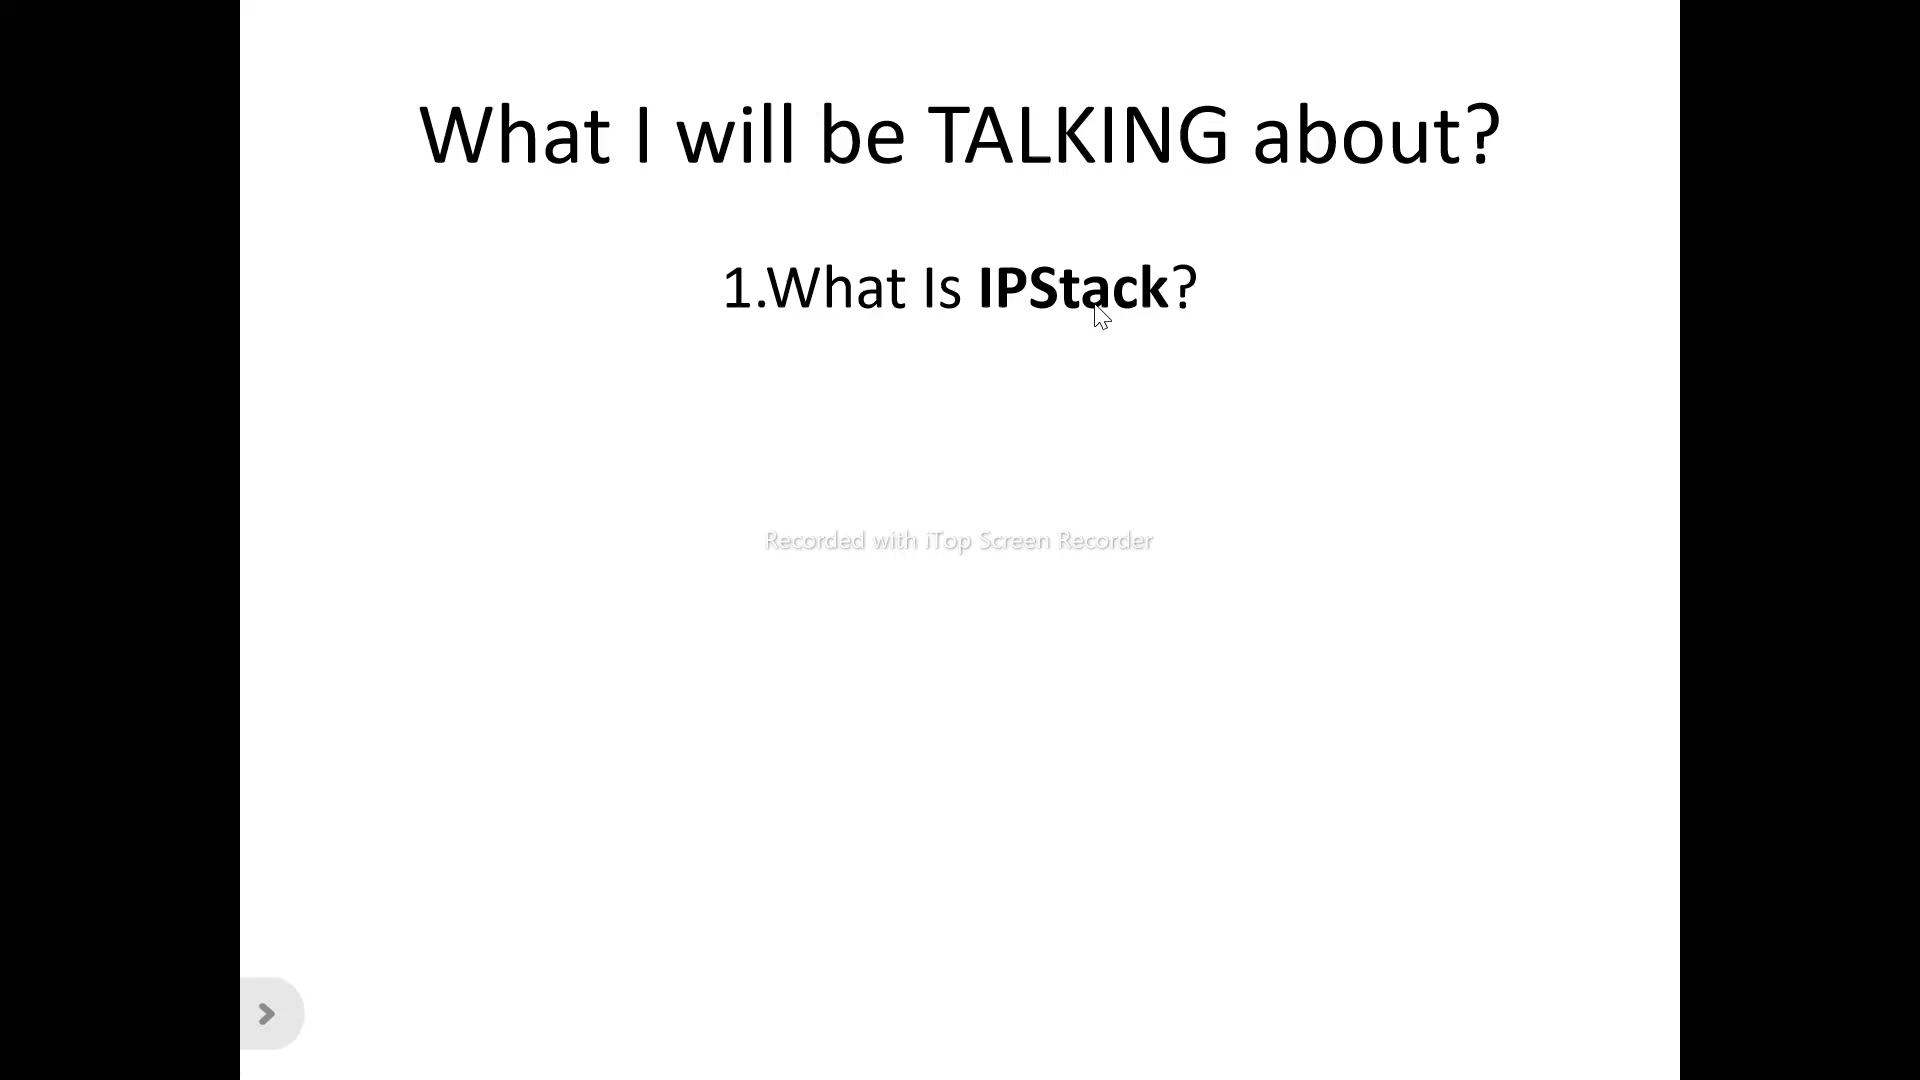 What I will be TALKING about?
1.What Is IPStack?
Recorded with iTop Screen Recorder